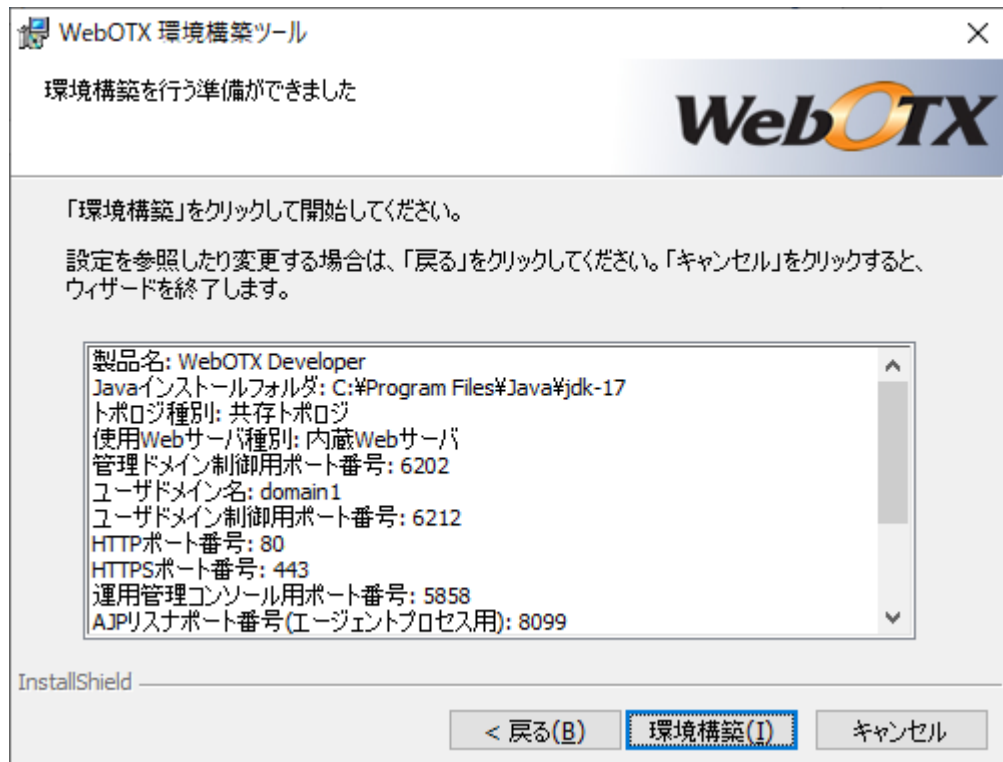 WebOTX 環境構築ツール
環境構築を行う準備ができました
WebOTX
「環境構築」をクリックして開始してください。
設定を参照したり変更する場合は、「戻る」をクリックしてください。「キャンセル」をクリックすると、
ウィザードを終了します。
製品名: WebOTX Developer
Javaインストールフォルダ: C:¥Program Files¥Java¥jdk-17
トポロジ種別: 共存トポロジ
使用Webサーバ種別: 内蔵Webサーバ
管理ドメイン制御用ポート番号: 6202
ユーザドメイン名: domain1
ユーザドメイン制御用ポート番号: 6212
HTTPポート番号: 80
HTTPSポート番号: 443
運用管理コンソール用ポート番号: 5858
AJPリスナポート番号(エージェントプロセス用): 8099
InstallShield
< 戻る(B)
環境構築(I)
キャンセル